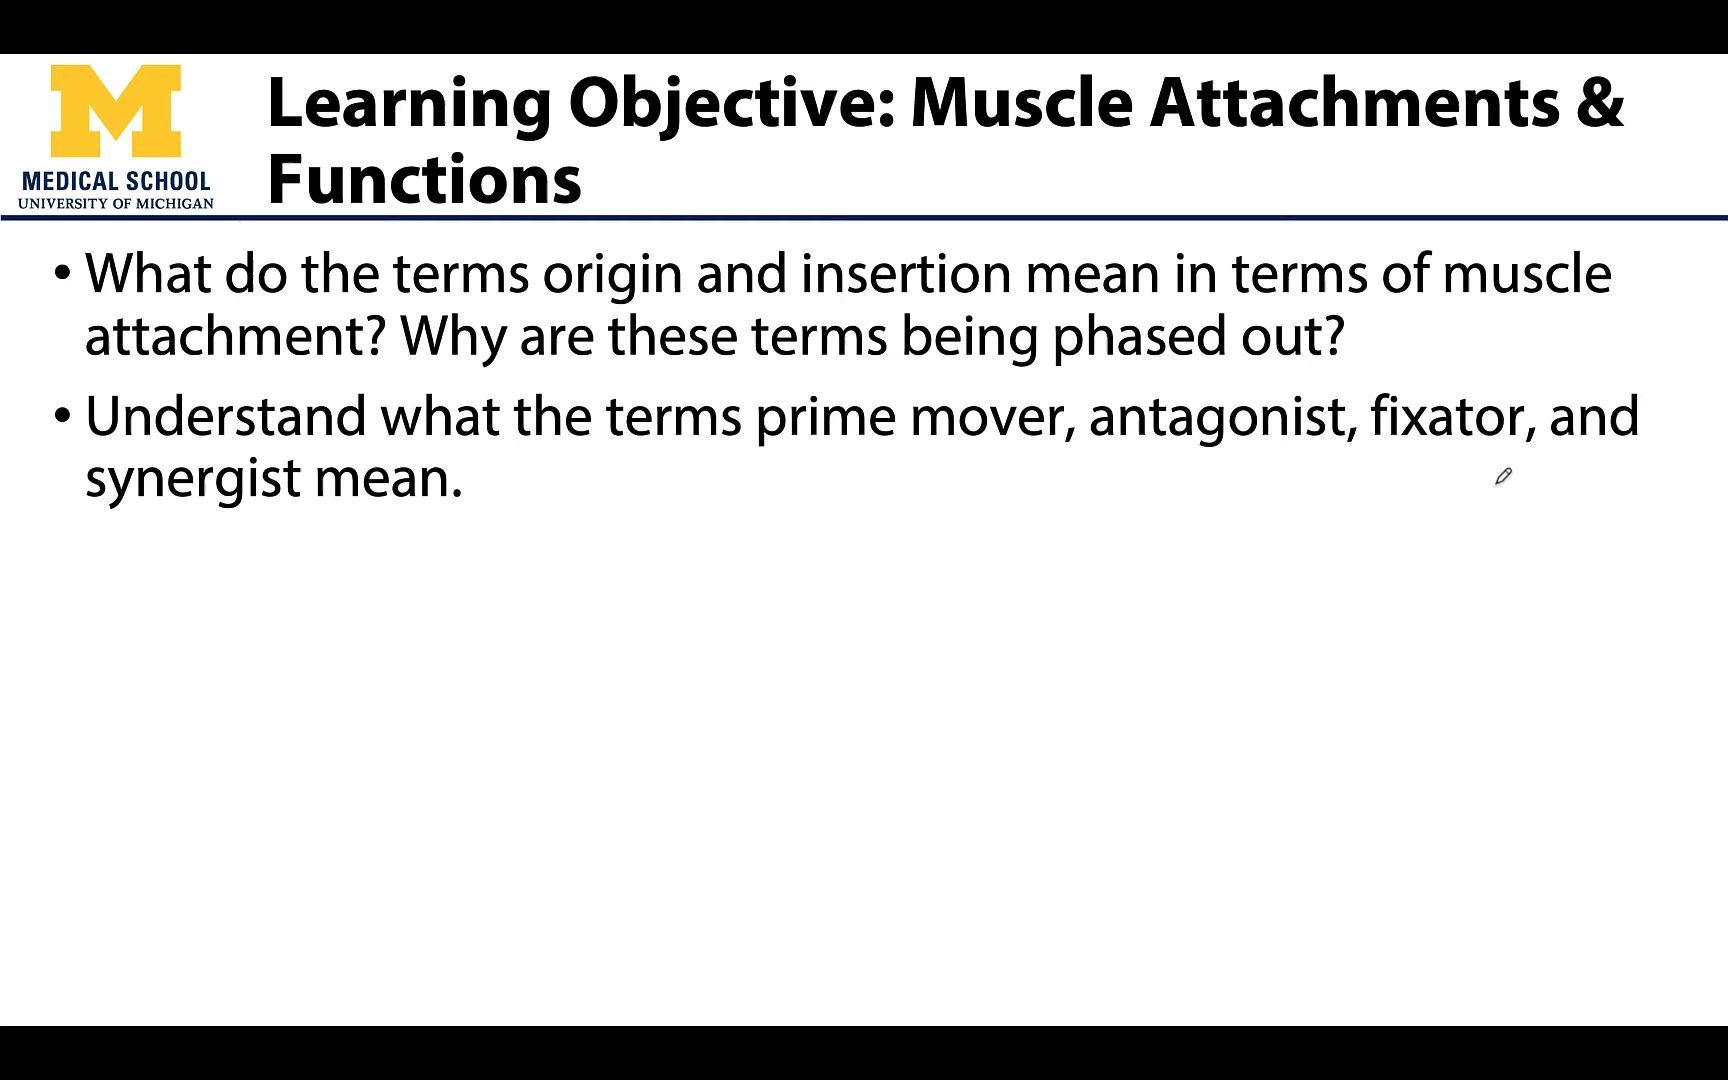 M
MEDICAL SCHOOL
UNIVERSITY OF MICHIGAN
Learning Objective: Muscle Attachments &
Functions
• What do the terms origin and insertion mean in terms of muscle
attachment? Why are these terms being phased out?
• Understand what the terms prime mover, antagonist, fixator, and
synergist mean.